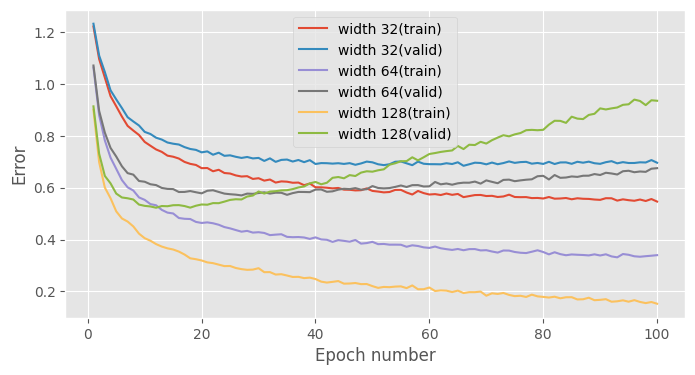 width 32(train)
width 32(valid)
width 64(train)
width 64(valid)
width 128(train)
width 128(valid)
1.2
1.0
0.8
0.6
0.4
0.2
Error
0
20
40
60
80
100
Epoch number